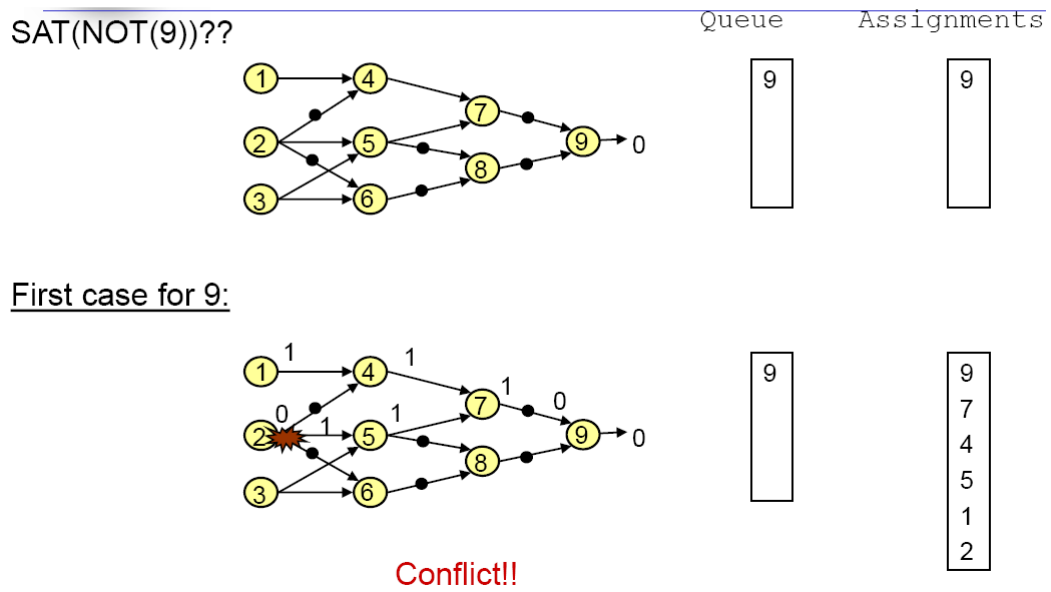 SAT(NOT(9))??
Queue Assignments
1 4
7
2 5 9 0
8
3 6
9
9
First case for 9:
1 1 4 1
7 1
0
2 0 1 5 1 9 0
8
3 6
9
9
7
4
5
1
2
Conflict!!